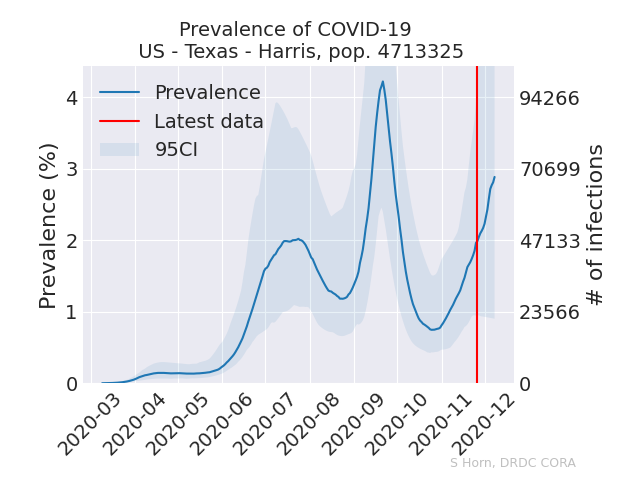 Prevalence of COVID-19
US - Texas - Harris, pop. 4713325
Prevalence
Latest data
95CI
Prevalence (%)
4
3
2
1
0
94266
70699
47133
23566
0
# of infections
2020-03
2020-04
2020-05
2020-06
2020-07
2020-08
2020-09
2020-10
2020-11
2020-12
S Horn, DRDC CORA